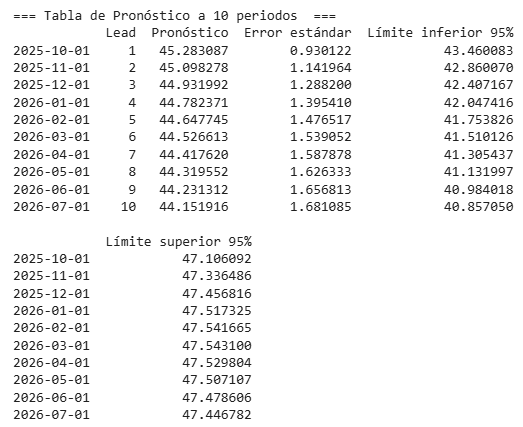 === Tabla de Pronóstico a 10 periodos  ===
            Lead  Pronóstico  Error estándar  Límite inferior 95%
2025-10-01     1   45.283087        0.930122            43.460083
2025-11-01     2   45.098278        1.141964            42.860070
2025-12-01     3   44.931992        1.288200            42.407167
2026-01-01     4   44.782371        1.395410            42.047416
2026-02-01     5   44.647745        1.476517            41.753826
2026-03-01     6   44.526613        1.539052            41.510126
2026-04-01     7   44.417620        1.587878            41.305437
2026-05-01     8   44.319552        1.626333            41.131997
2026-06-01     9   44.231312        1.656813            40.984018
2026-07-01    10   44.151916        1.681085            40.857050

            Límite superior 95%
2025-10-01            47.106092
2025-11-01            47.336486
2025-12-01            47.456816
2026-01-01            47.517325
2026-02-01            47.541665
2026-03-01            47.543100
2026-04-01            47.529804
2026-05-01            47.507107
2026-06-01            47.478606
2026-07-01            47.446782